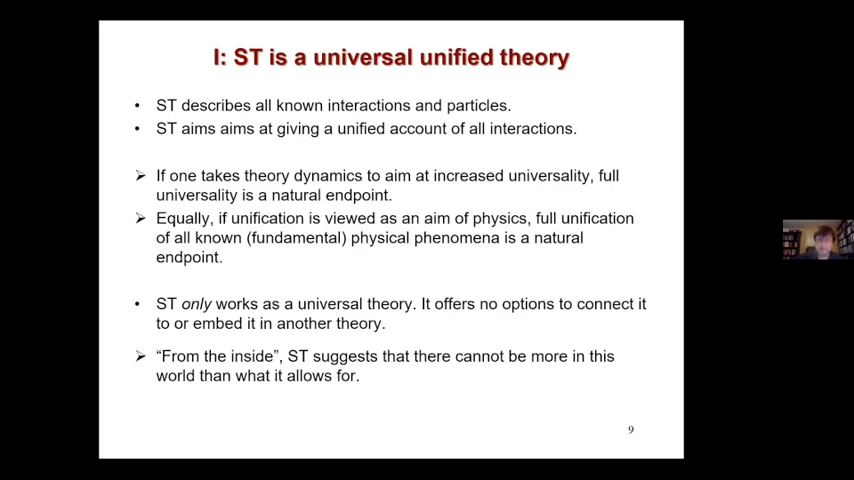 I: ST is a universal unified theory
• ST describes all known interactions and particles.
• ST aims aims at giving a unified account of all interactions.
➢ If one takes theory dynamics to aim at increased universality, full
universality is a natural endpoint.
➢ Equally, if unification is viewed as an aim of physics, full unification
of all known (fundamental) physical phenomena is a natural
endpoint.
• ST only works as a universal theory. It offers no options to connect it
to or embed it in another theory.
➢ “From the inside”, ST suggests that there cannot be more in this
world than what it allows for.
9